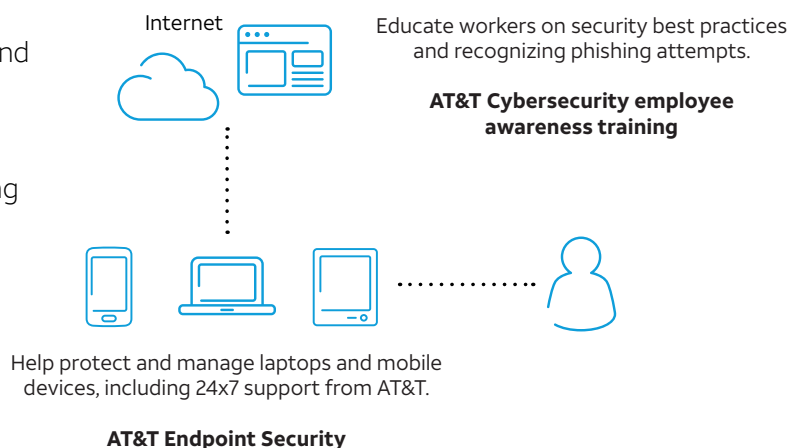 Internet
Educate workers on security best practices
and recognizing phishing attempts.
AT&T Cybersecurity employee
awareness training
Help protect and manage laptops and mobile
devices, including 24x7 support from AT&T.
AT&T Endpoint Security